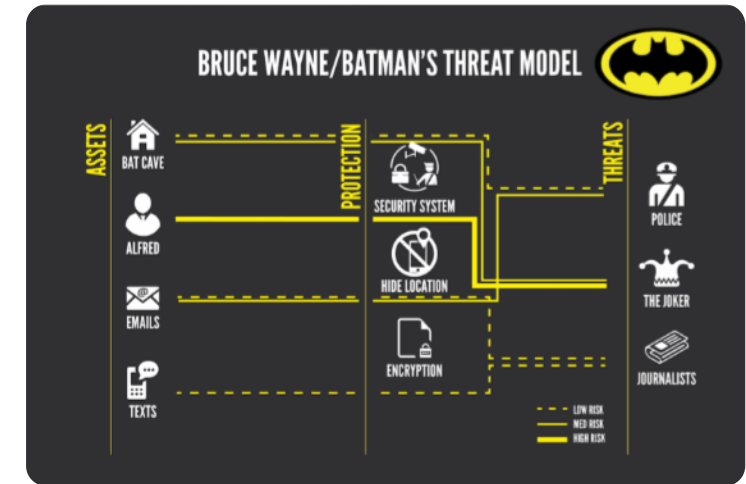 BRUCE WAYNE/BATMAN'S THREAT MODEL
ASSETS
BAT CAVE
ALFRED
EMAILS
TEXTS
PROTECTION
SECURITY SYSTEM
HIDE LOCATION
ENCRYPTION
THREATS
POLICE
THE JOKER
JOURNALISTS
LOW RISK
MED RISK
HIGH RISK